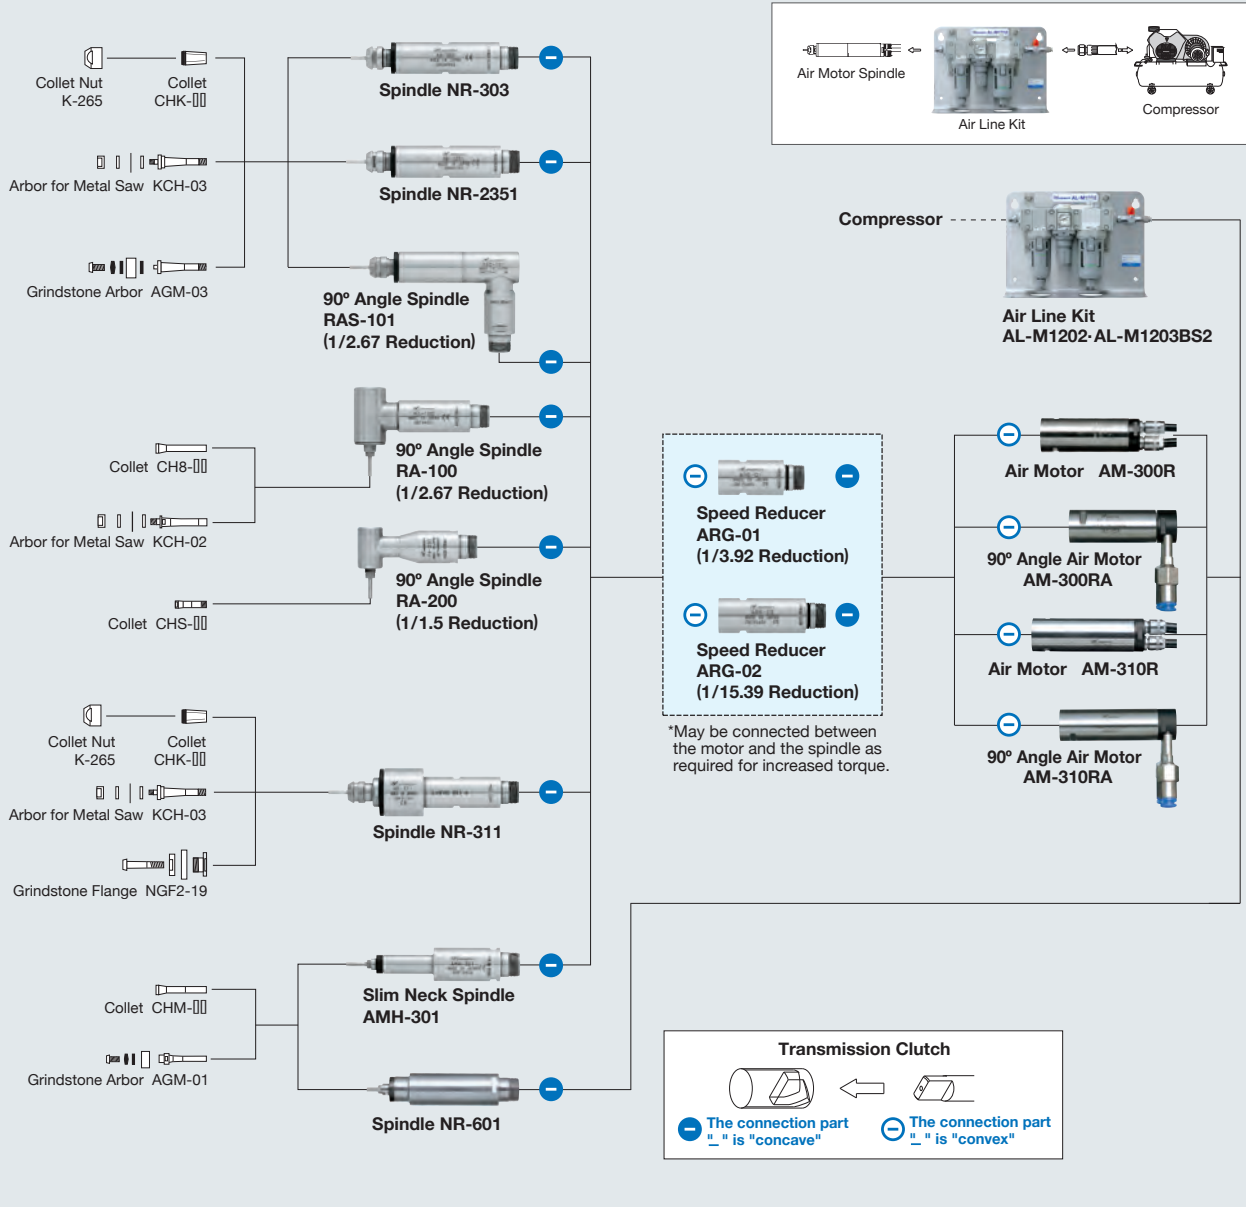 Collet Nut
K-265
Collet
CHK-▯▯
Spindle NR-303
Arbor for Metal Saw KCH-03
Spindle NR-2351
Grindstone Arbor AGM-03
90º Angle Spindle
RAS-101
(1/2.67 Reduction)
Air Motor Spindle
Air Line Kit
Compressor
Compressor
AL-M1202
Air Line Kit
AL-M1202·AL-M1203BS2
Collet CH8-▯▯
Arbor for Metal Saw KCH-02
90º Angle Spindle
RA-100
(1/2.67 Reduction)
Collet CHS-▯▯
90º Angle Spindle
RA-200
(1/1.5 Reduction)
Speed Reducer
ARG-01
(1/3.92 Reduction)
Speed Reducer
ARG-02
(1/15.39 Reduction)
*May be connected between
the motor and the spindle as
required for increased torque.
Air Motor AM-300R
90º Angle Air Motor
AM-300RA
Air Motor AM-310R
90º Angle Air Motor
AM-310RA
Collet Nut
K-265
Collet
CHK-▯▯
Arbor for Metal Saw KCH-03
Grindstone Flange NGF2-19
Spindle NR-311
Collet CHM-▯▯
Grindstone Arbor AGM-01
Slim Neck Spindle
AMH-301
Spindle NR-601
Transmission Clutch
The connection part
"_ " is "concave"
The connection part
"_ " is "convex"